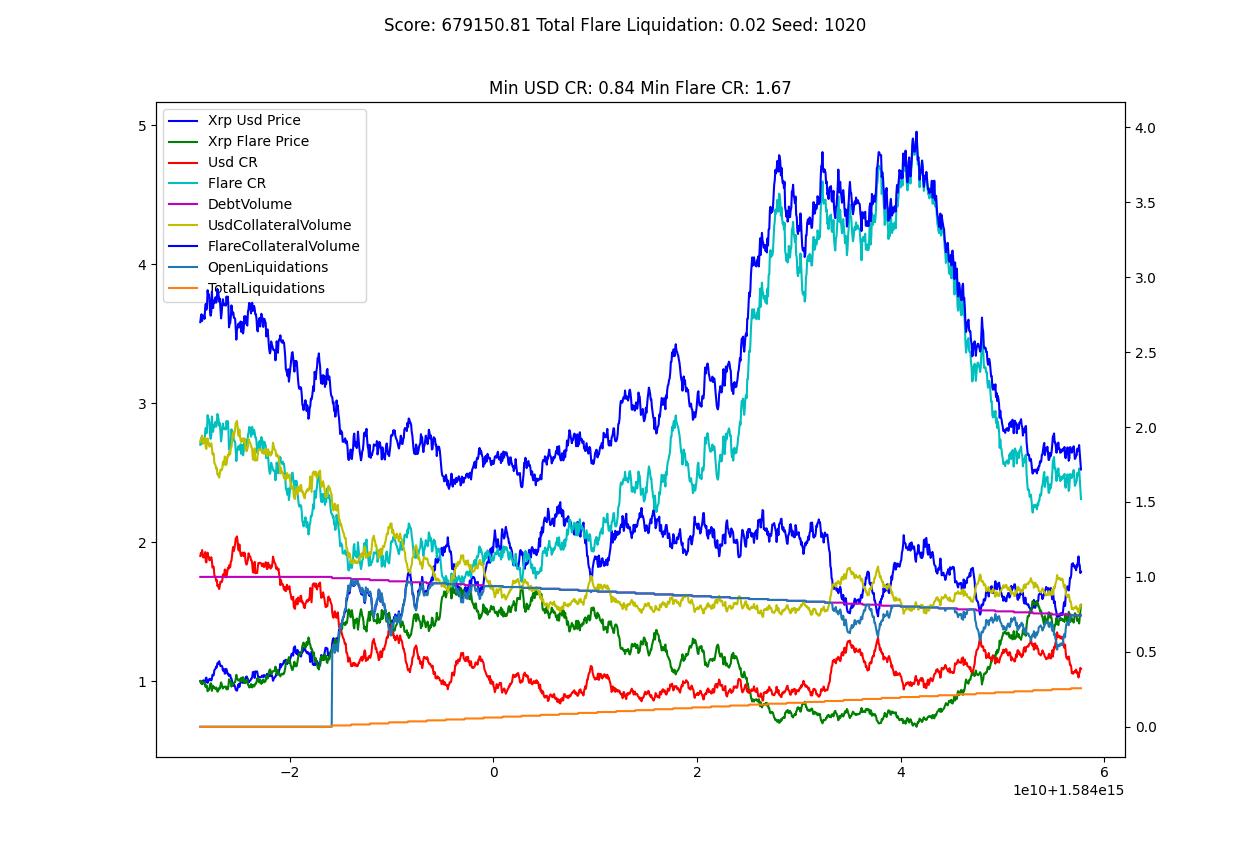 Score: 679150.81 Total Flare Liquidation: 0.02 Seed: 1020
Min USD CR: 0.84 Min Flare CR: 1.67
Xrp Usd Price
Xrp Flare Price
Usd CR
Flare CR
DebtVolume
UsdCollateralVolume
FlareCollateralVolume
OpenLiquidations
TotalLiquidations
5
4
3
2
1
4.0
3.5
3.0
2.5
2.0
1.5
1.0
0.5
0.0
−2 0 2 4 6
1e10+1.584e15